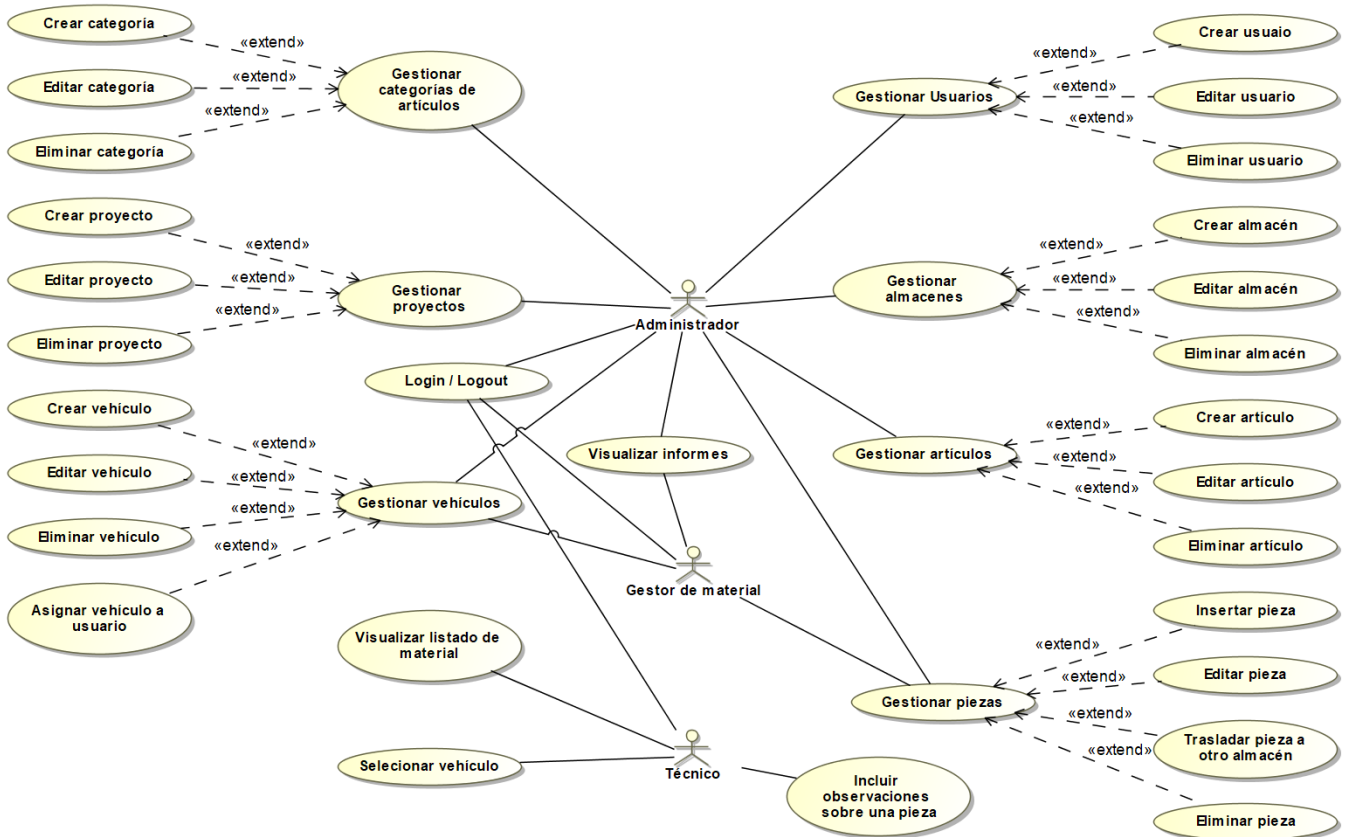 Crear categoría
«extend»
Editar categoría
«extend»
Gestionar
categorías de
artículos
Eliminar categoría
«extend»
Crear usuaio
«extend»
Gestionar Usuarios
Editar usuario
«extend»
Eliminar usuario
«extend»
Crear proyecto
«extend»
Editar proyecto
«extend»
Gestionar
proyectos
Eliminar proyecto
«extend»
Administrador
Crear almacén
«extend»
Gestionar
almacenes
Editar almacén
«extend»
Eliminar almacén
«extend»
Login / Logout
Crear vehículo
«extend»
Editar vehículo
«extend»
Gestionar vehículos
Eliminar vehículo
«extend»
Asignar vehículo a
usuario
«extend»
Visualizar informes
Gestionar artículos
Crear artículo
«extend»
Editar artículo
«extend»
Eliminar artículo
«extend»
Gestor de material
Visualizar listado de
material
Selecionar vehículo
Técnico
Incluir
observaciones
sobre una pieza
Gestionar piezas
Insertar pieza
«extend»
Editar pieza
«extend»
Trasladar pieza a
otro almacén
«extend»
Eliminar pieza
«extend»